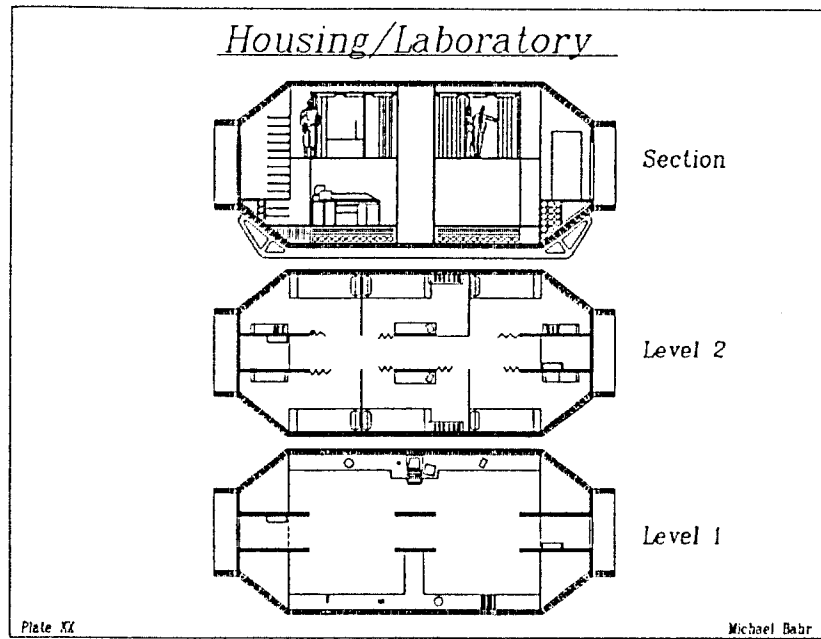 Housing/Laboratory
Section
Level 2
Level 1
Plate XX
Michael Bahr